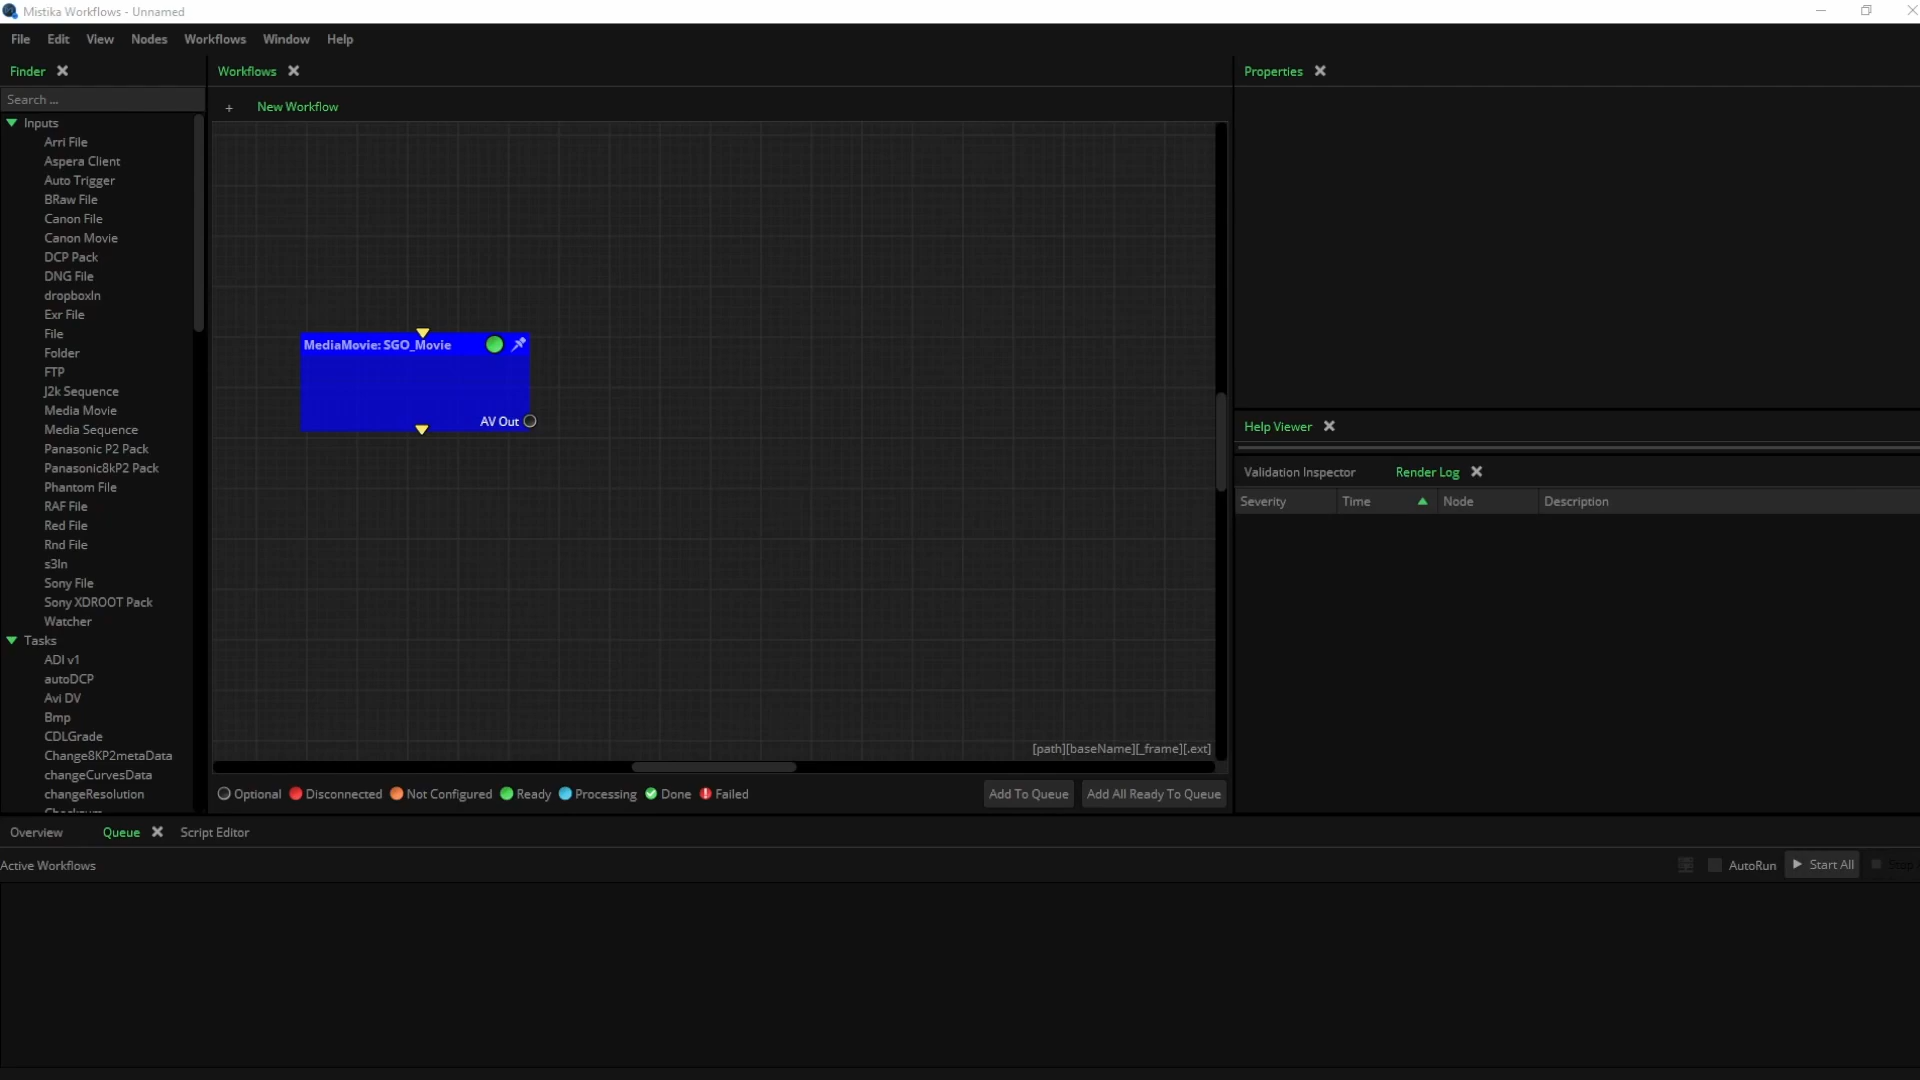 Mistika Workflows - Unnamed
File Edit View Nodes Workflows Window Help
Finder
Search ...
Inputs
Arri File
Aspera Client
Auto Trigger
BRaw File
Canon File
Canon Movie
DCP Pack
DNG File
dropboxIn
Exr File
File
Folder
FTP
J2k Sequence
Media Movie
Media Sequence
Panasonic P2 Pack
Panasonic8kP2 Pack
Phantom File
RAF File
Red File
Rnd File
s3In
Sony File
Sony XDROOT Pack
Watcher
Tasks
ADI v1
autoDCP
Avi DV
Bmp
CDLGrade
Change8KP2metaData
changeCurvesData
changeResolution
Workflows
+ New Workflow
MediaMovie: SGO_Movie
AV Out
[path][baseName][_frame][.ext]
Optional Disconnected Not Configured Ready Processing Done Failed Add To Queue Add All Ready To Queue
Properties
Help Viewer
Validation Inspector Render Log
Severity Time Node Description
Overview Queue Script Editor
Active Workflows AutoRun Start All Stop